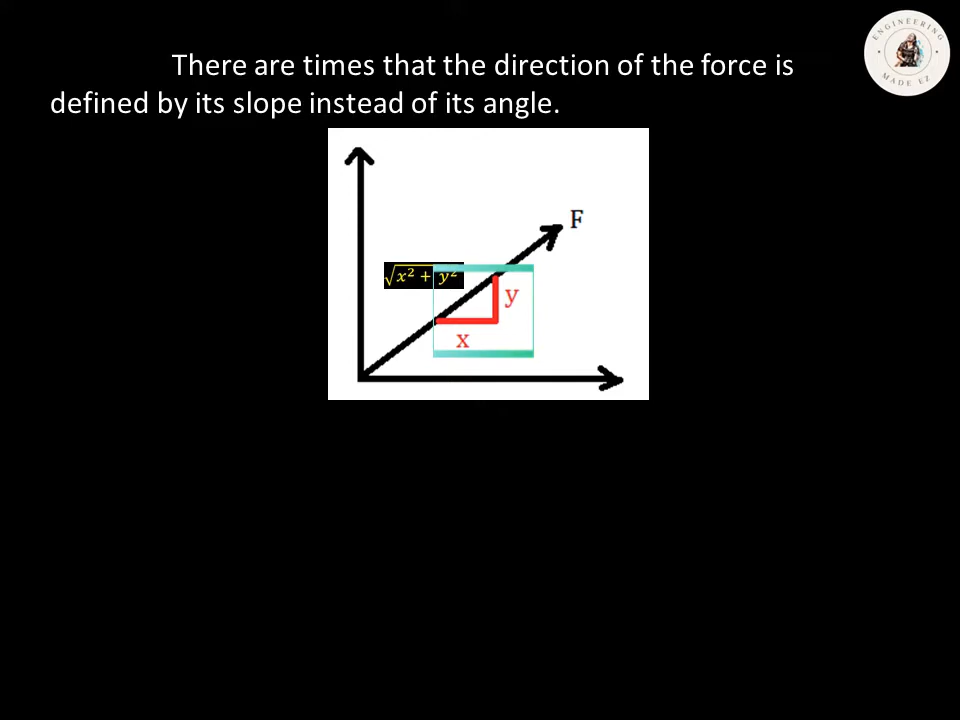 There are times that the direction of the force is
defined by its slope instead of its angle.
ENGINEERING
MADE EZ
F
√x² + y²
y
x